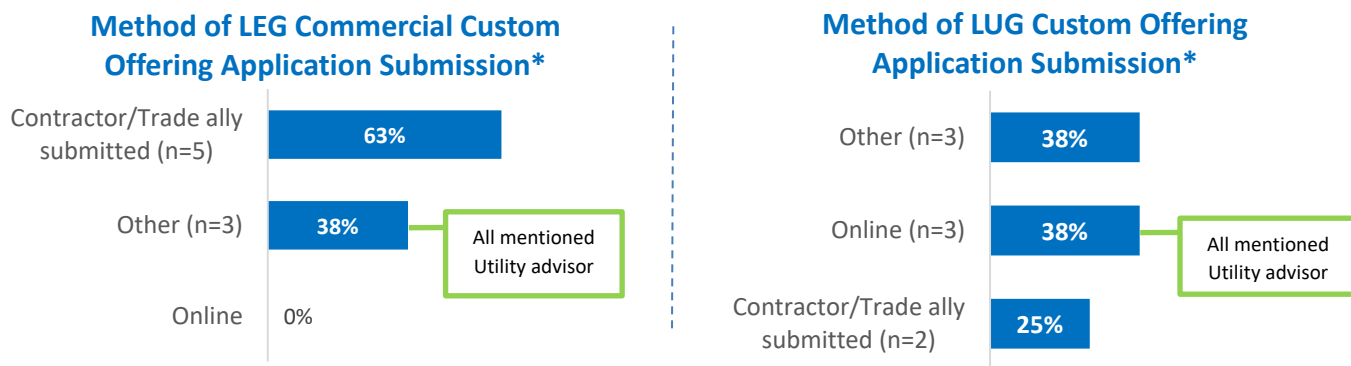 Method of LEG Commercial Custom
Offering Application Submission*
Contractor/Trade ally
submitted (n=5)
63%
Other (n=3)
38%
All mentioned
Utility advisor
Online
0%
Method of LUG Custom Offering
Application Submission*
Other (n=3)
38%
Online (n=3)
38%
All mentioned
Utility advisor
Contractor/Trade ally
submitted (n=2)
25%